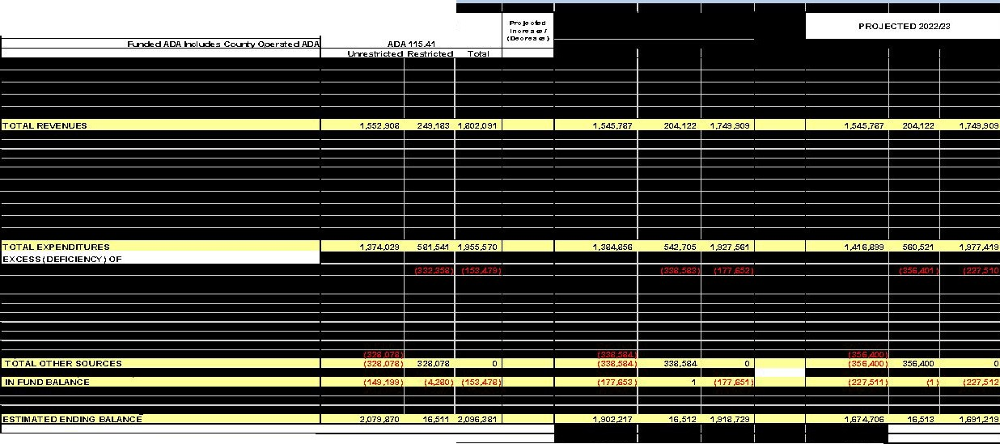 Projected
Increase/
(Decrease)
PROJECTED 2022/23
Funded ADA Includes County Operated ADA ADA 115.41
Unrestricted Restricted Total
TOTAL REVENUES 1,552,908 249,183 1,802,091 1,545,787 204,122 1,749,909 1,545,787 204,122 1,749,909
TOTAL EXPENDITURES 1,374,029 581,541 1,955,570 1,384,856 542,705 1,927,561 1,416,899 560,521 1,977,419
EXCESS (DEFICIENCY) OF
(332,358) (153,479) (338,583) (177,652) (356,401) (227,510
(328,078) (338,584) (356,400)
TOTAL OTHER SOURCES (328,078) 328,078 0 (338,584) 338,584 0 (356,400) 356,400 0
IN FUND BALANCE (149,199) (4,280) (153,478) (177,653) 1 (177,651) (227,511) (1) (227,512
ESTIMATED ENDING BALANCE 2,079,870 16,511 2,096,381 1,902,217 16,512 1,918,729 1,674,706 16,513 1,691,219